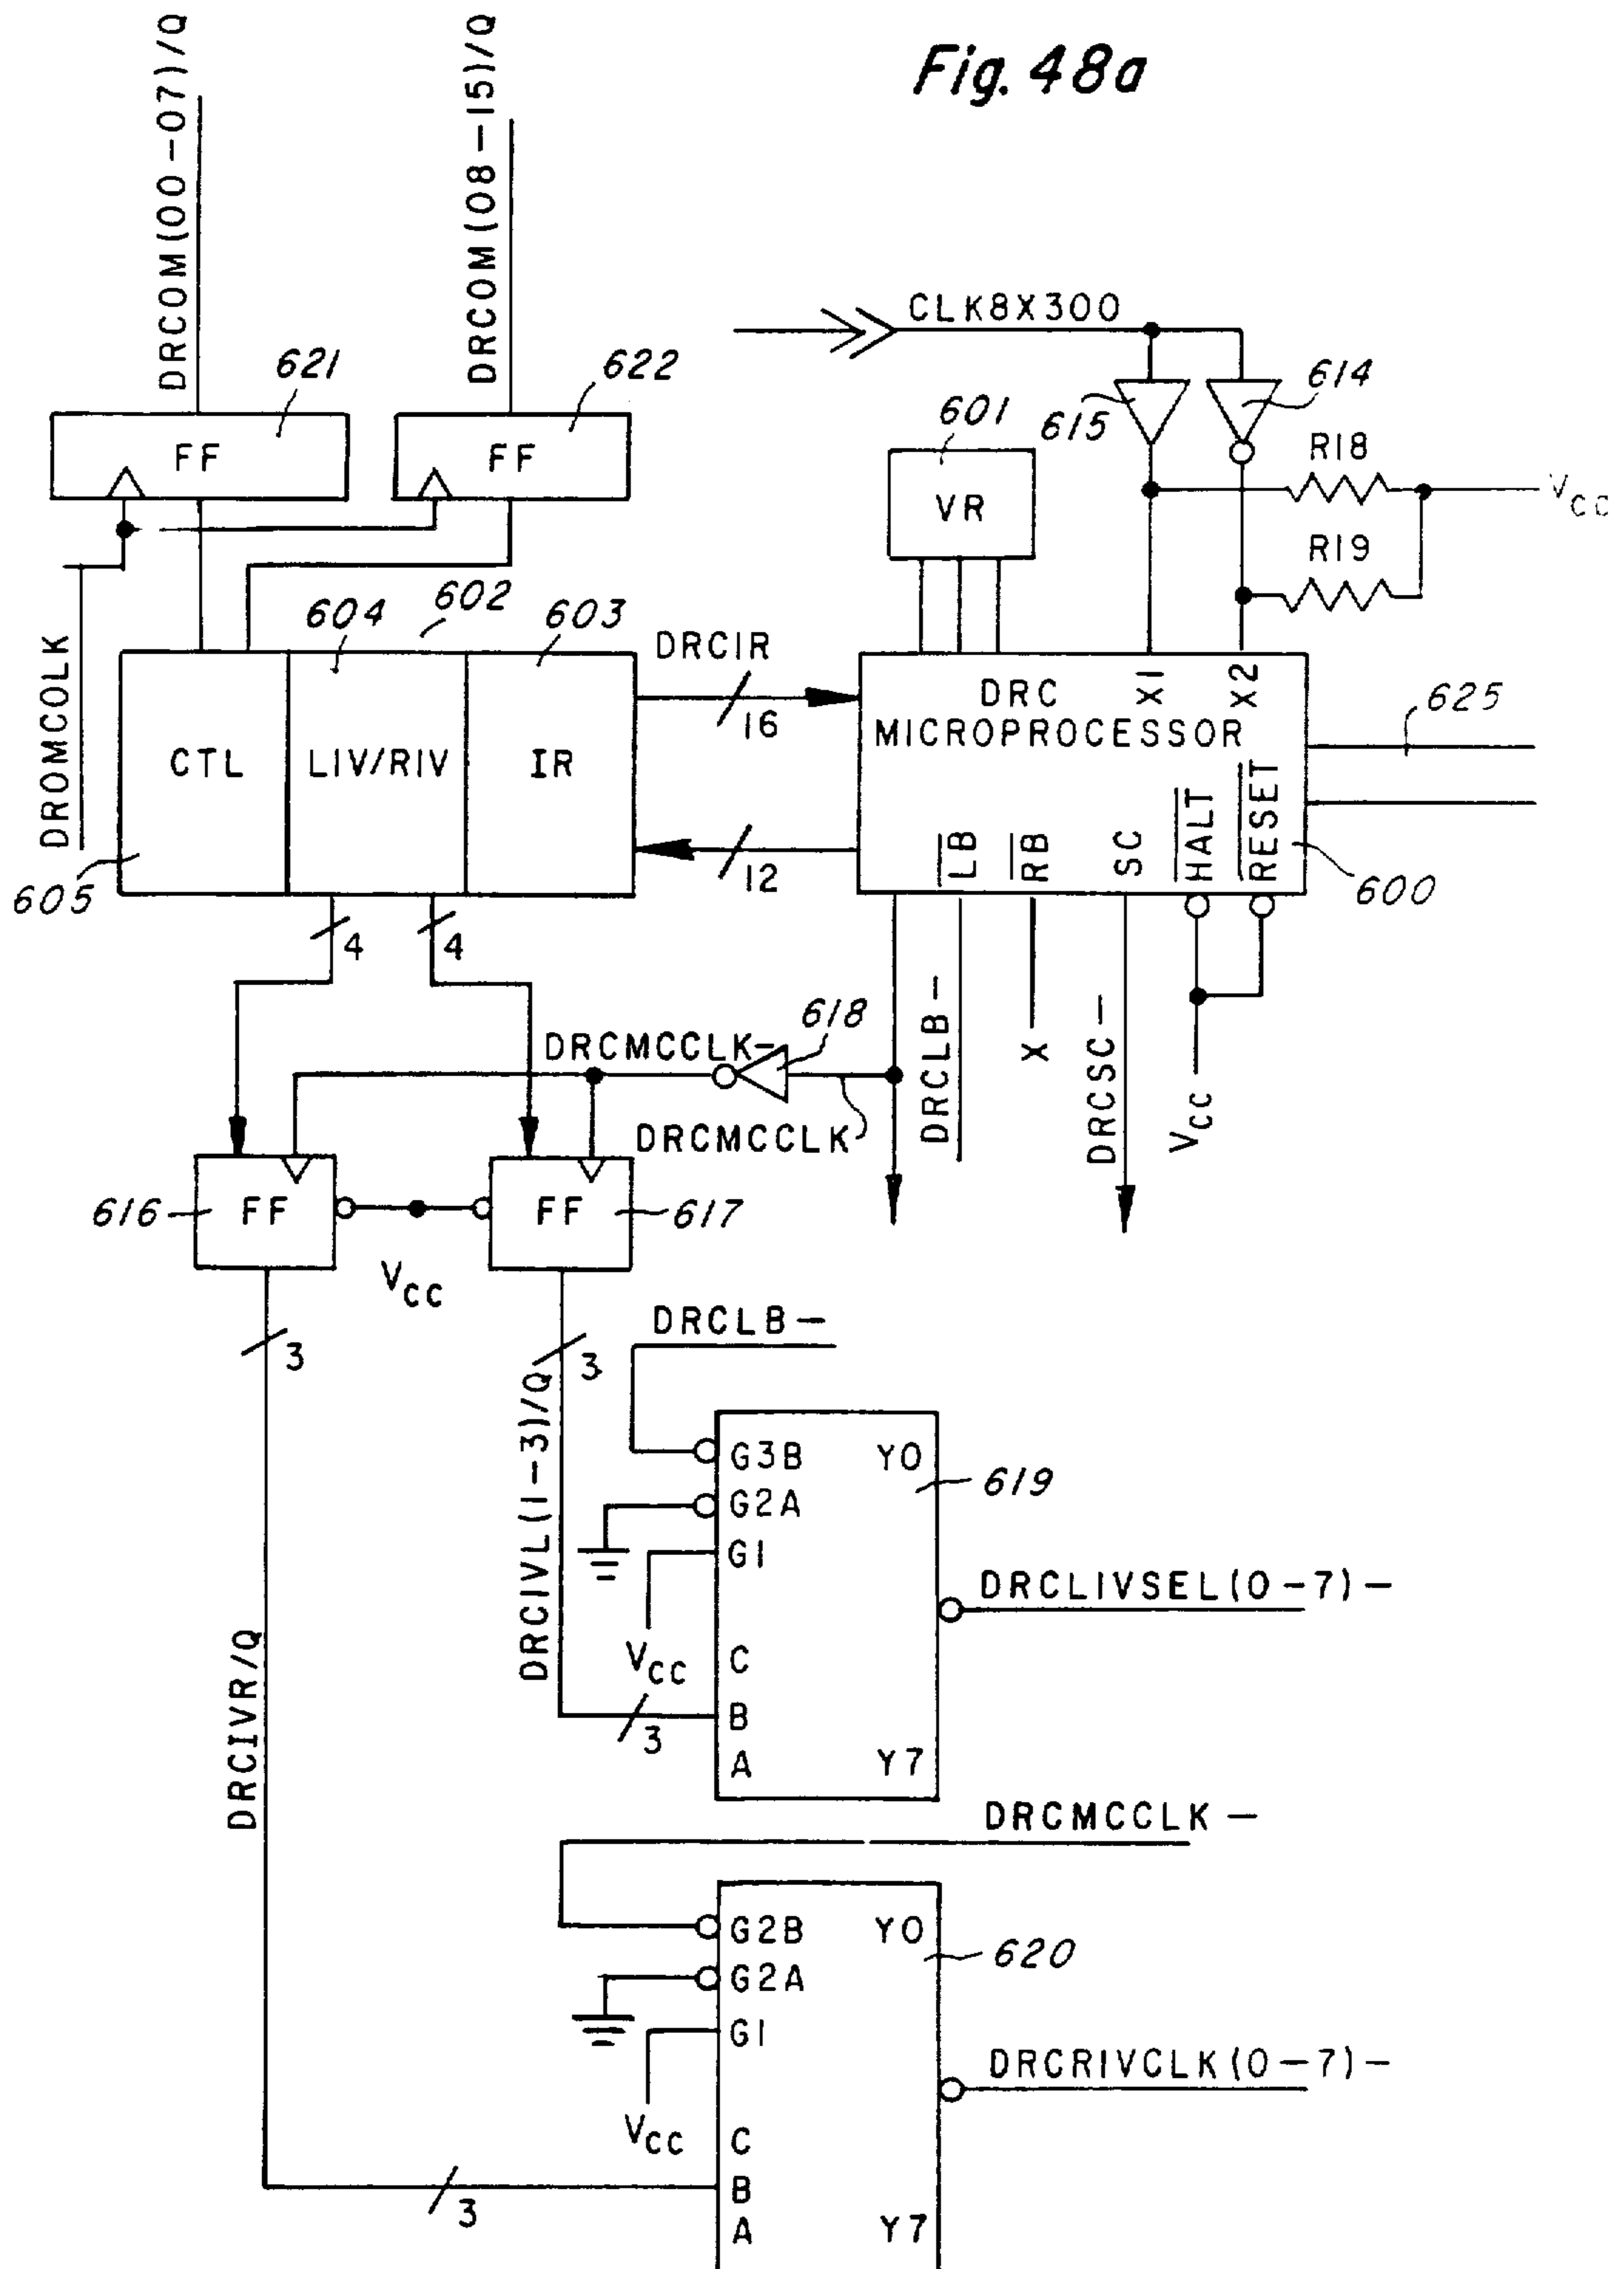 Fig. 48a
DRCOM(00-07)/Q
DRCOM(08-15)/Q
CLK8X300
621
622
614
615
601
FF
FF
VR
R18
VCC
R19
DROMCOLK
604
602
603
DRCIR
16
12
CTL
LIV/RIV
IR
DRC
MICROPROCESSOR
X1
X2
LB
RB
SC
HALT
RESET
625
605
600
4
4
618
DRCMCCLK-
DRCMCCLK
DRCLB-
X
DRCSC-
VCC
616
FF
FF
617
VCC
3
3
DRCLB-
DRCIVL(1-3)/Q
G3B
Y0
619
G2A
G1
DRCLIVSEL(0-7)-
VCC
C
B
3
A
Y7
DRCIVR/Q
DRCMCCLK-
G2B
Y0
620
G2A
G1
DRCRIVCLK(0-7)-
VCC
C
B
3
A
Y7